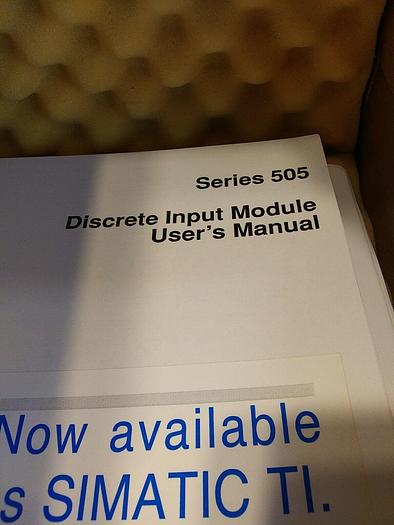 Series 505
Discrete Input Module
User's Manual
Now available
s SIMATIC TI.